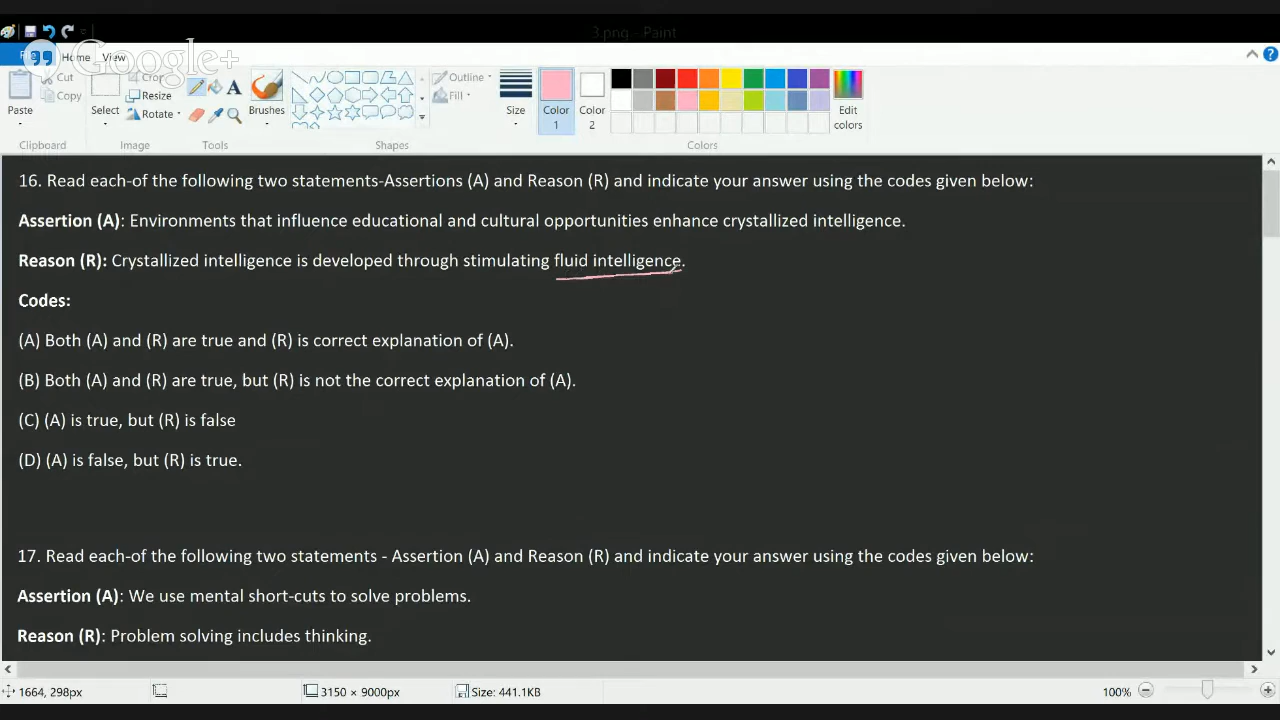 3.png - Paint
Google+
File
Home
View
Cut
Crop
Outline
Copy
Resize
Fill
Paste
Select
Rotate
Brushes
Size
Color
1
Color
2
Edit
colors
Clipboard
Image
Tools
Shapes
Colors
16. Read each-of the following two statements-Assertions (A) and Reason (R) and indicate your answer using the codes given below:
Assertion (A): Environments that influence educational and cultural opportunities enhance crystallized intelligence.
Reason (R): Crystallized intelligence is developed through stimulating fluid intelligence.
Codes:
(A) Both (A) and (R) are true and (R) is correct explanation of (A).
(B) Both (A) and (R) are true, but (R) is not the correct explanation of (A).
(C) (A) is true, but (R) is false
(D) (A) is false, but (R) is true.
17. Read each-of the following two statements - Assertion (A) and Reason (R) and indicate your answer using the codes given below:
Assertion (A): We use mental short-cuts to solve problems.
Reason (R): Problem solving includes thinking.
1664, 298px
3150 × 9000px
Size: 441.1KB
100%